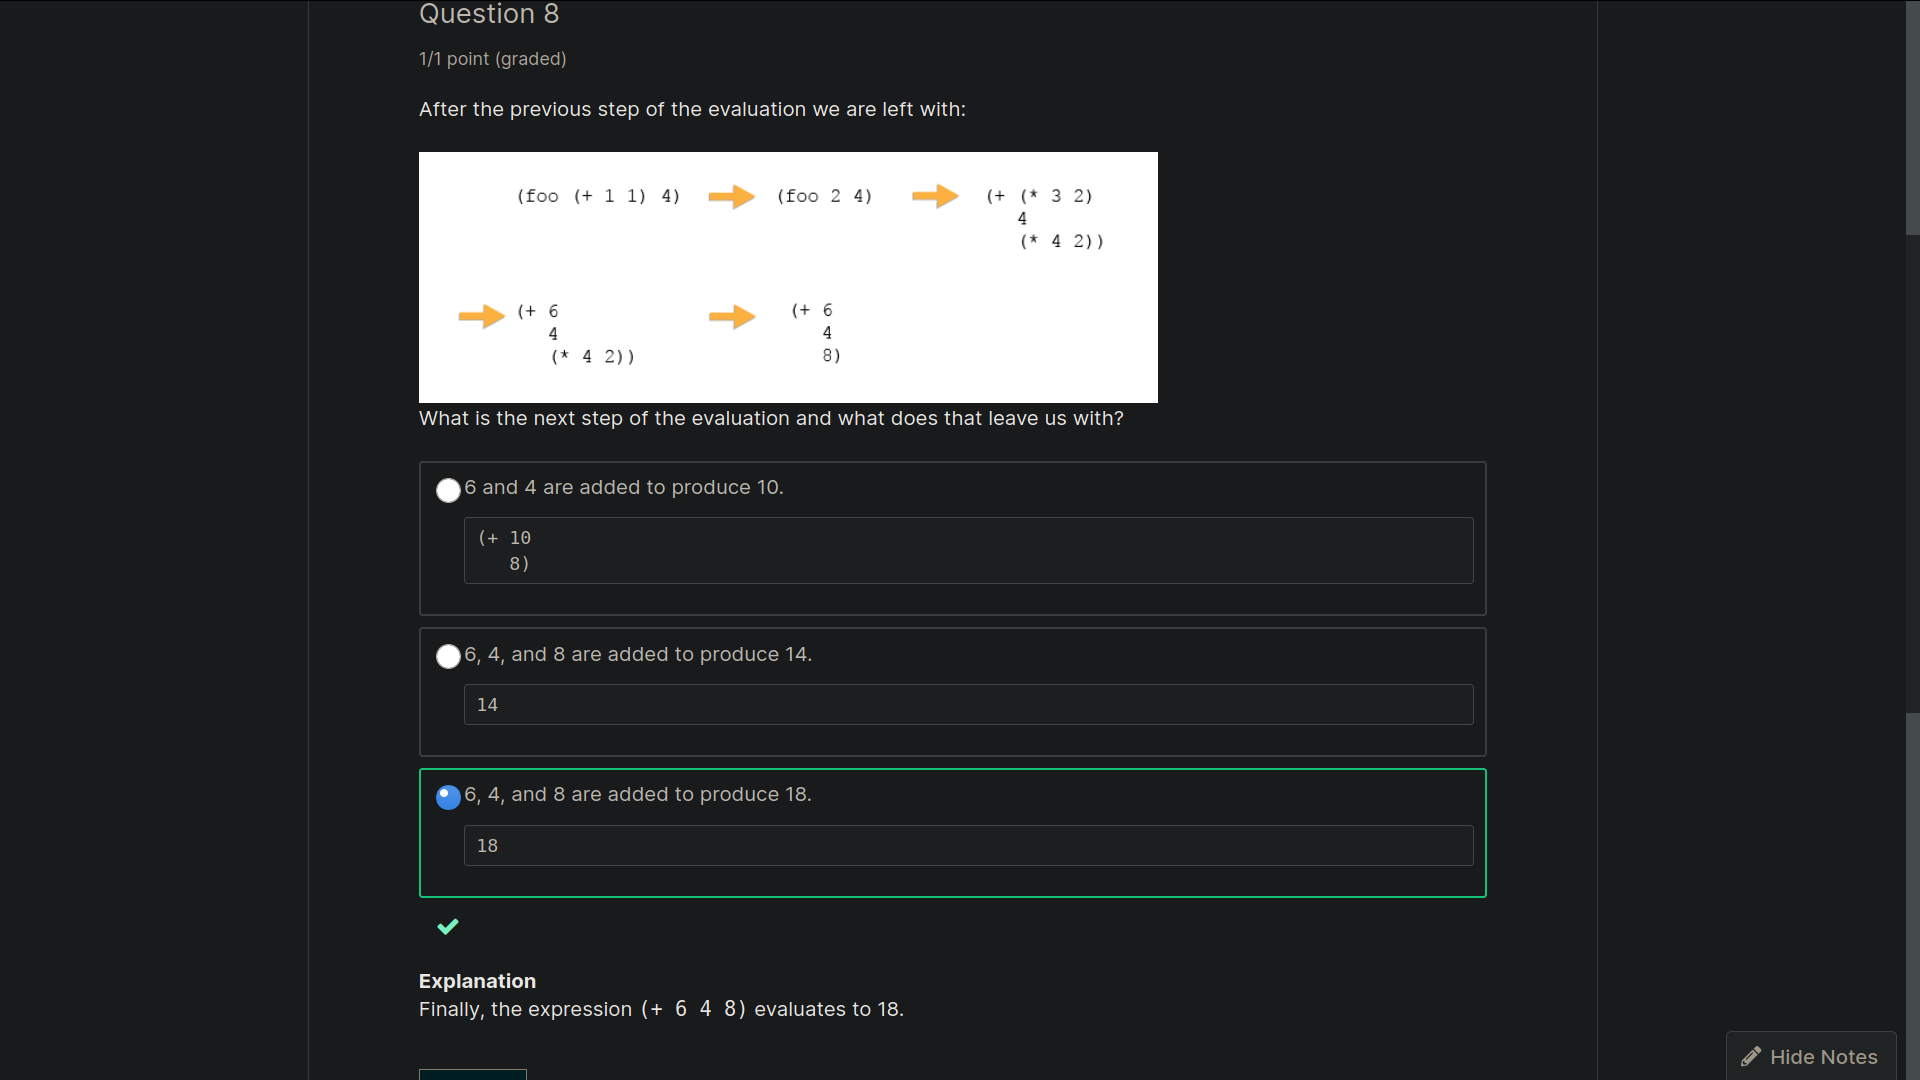 Question 8
1/1 point (graded)
After the previous step of the evaluation we are left with:
(foo (+ 1 1) 4) (foo 2 4) (+ (* 3 2)
4
(* 4 2))
(+ 6 (+ 6
4 4
(* 4 2)) 8)
What is the next step of the evaluation and what does that leave us with?
6 and 4 are added to produce 10.
(+ 10
8)
6, 4, and 8 are added to produce 14.
14
6, 4, and 8 are added to produce 18.
18
Explanation
Finally, the expression (+ 6 4 8) evaluates to 18.
Hide Notes